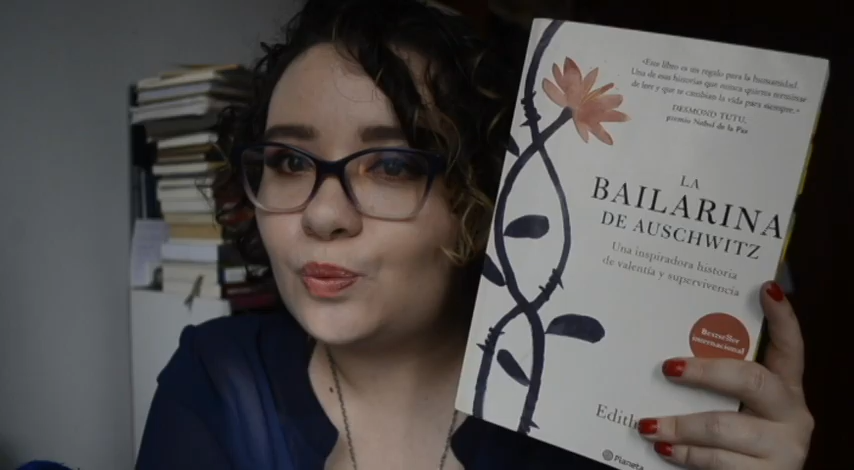 «Este libro es un regalo para la humanidad.
Una de esas historias que nunca quieres terminar
de leer y que te cambian la vida para siempre.»
DESMOND TUTU,
premio Nobel de la Paz
LA
BAILARINA
DE AUSCHWITZ
Una inspiradora historia
de valentía y supervivencia
Bestseller
internacional
Edith
Planeta